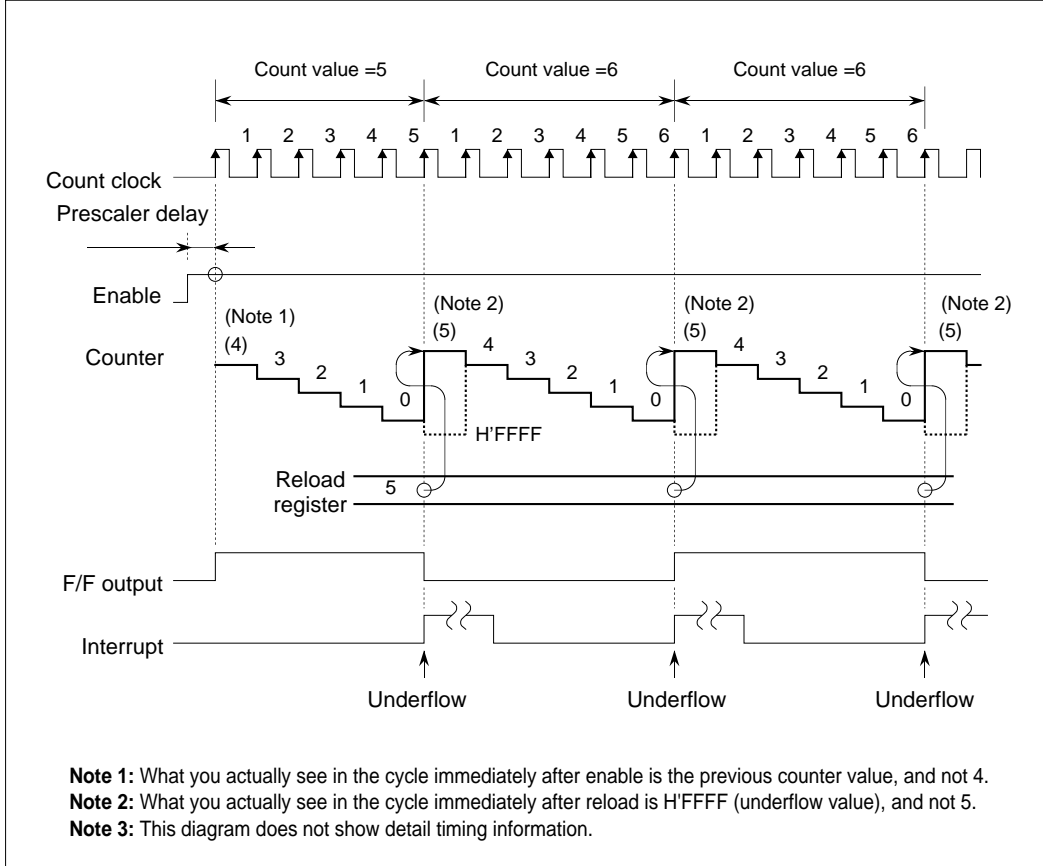 Count value =5 Count value =6 Count value =6
1 2 3 4 5 1 2 3 4 5 6 1 2 3 4 5 6
Count clock
Prescaler delay
Enable
(Note 1) (Note 2) (Note 2) (Note 2)
(4) (5) (5) (5)
Counter 3 2 1 0 4 3 2 1 0 4 3 2 1 0
H'FFFF
Reload
register
5
F/F output
Interrupt
Underflow Underflow Underflow
Note 1: What you actually see in the cycle immediately after enable is the previous counter value, and not 4.
Note 2: What you actually see in the cycle immediately after reload is H'FFFF (underflow value), and not 5.
Note 3: This diagram does not show detail timing information.